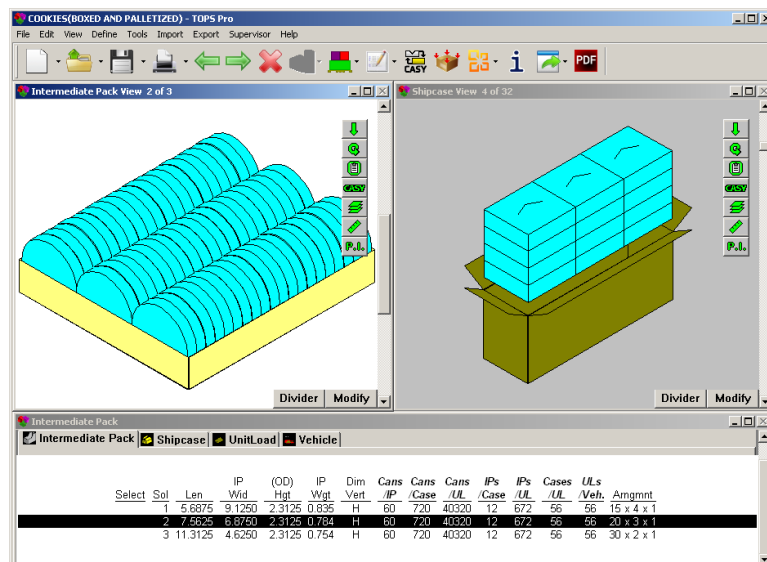 COOKIES(BOXED AND PALLETIZED) - TOPS Pro
File Edit View Define Tools Import Export Supervisor Help
CASY i PDF
Intermediate Pack View 2 of 3
Shipcase View 4 of 32
CASY
P.I.
CASY
P.I.
Divider Modify
Divider Modify
Intermediate Pack
Intermediate Pack Shipcase UnitLoad Vehicle
IP (OD) IP Dim Cans Cans Cans IPs IPs Cases ULs
Select Sol Len Wid Hgt Wgt Vert /IP /Case /UL /Case /UL /UL /Veh. Arngmnt
1 5.6875 9.1250 2.3125 0.835 H 60 720 40320 12 672 56 56 15 x 4 x 1
2 7.5625 6.8750 2.3125 0.784 H 60 720 40320 12 672 56 56 20 x 3 x 1
3 11.3125 4.6250 2.3125 0.754 H 60 720 40320 12 672 56 56 30 x 2 x 1